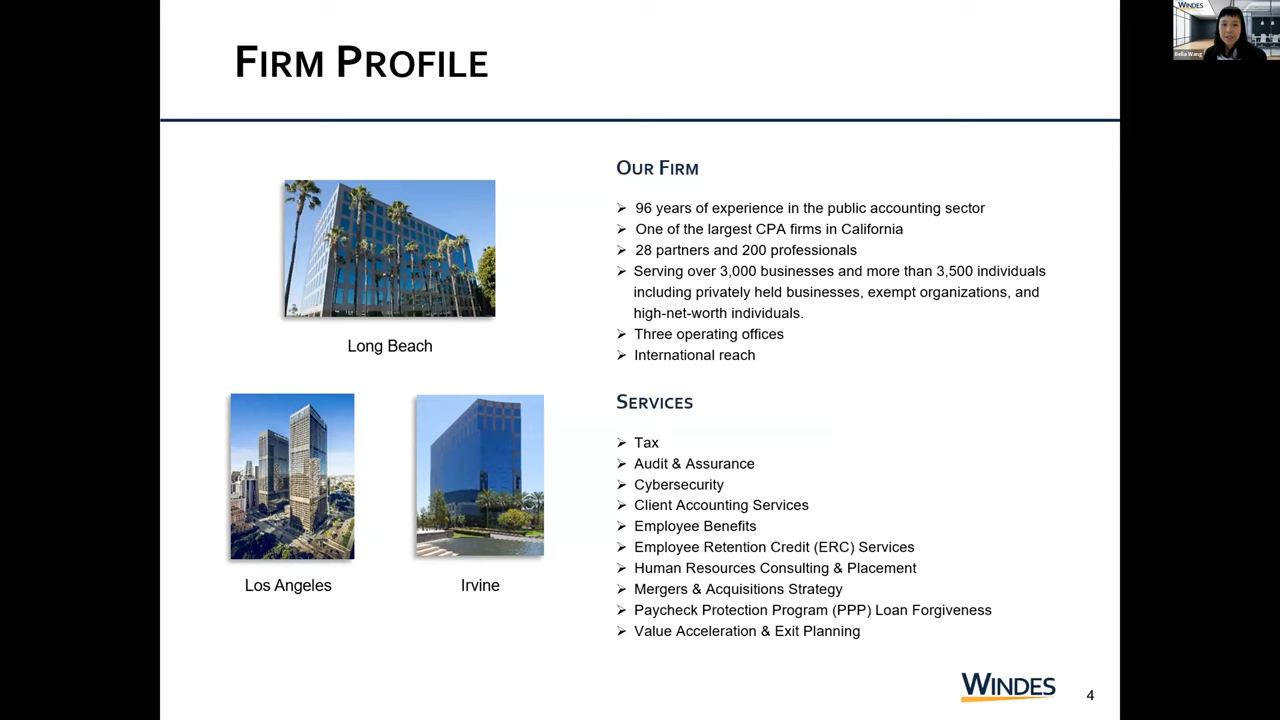 FIRM PROFILE
WINDES
Bella Wang
Long Beach
Los Angeles
Irvine
OUR FIRM
➢ 96 years of experience in the public accounting sector
➢ One of the largest CPA firms in California
➢ 28 partners and 200 professionals
➢ Serving over 3,000 businesses and more than 3,500 individuals
including privately held businesses, exempt organizations, and
high-net-worth individuals.
➢ Three operating offices
➢ International reach
SERVICES
➢ Tax
➢ Audit & Assurance
➢ Cybersecurity
➢ Client Accounting Services
➢ Employee Benefits
➢ Employee Retention Credit (ERC) Services
➢ Human Resources Consulting & Placement
➢ Mergers & Acquisitions Strategy
➢ Paycheck Protection Program (PPP) Loan Forgiveness
➢ Value Acceleration & Exit Planning
WINDES
4